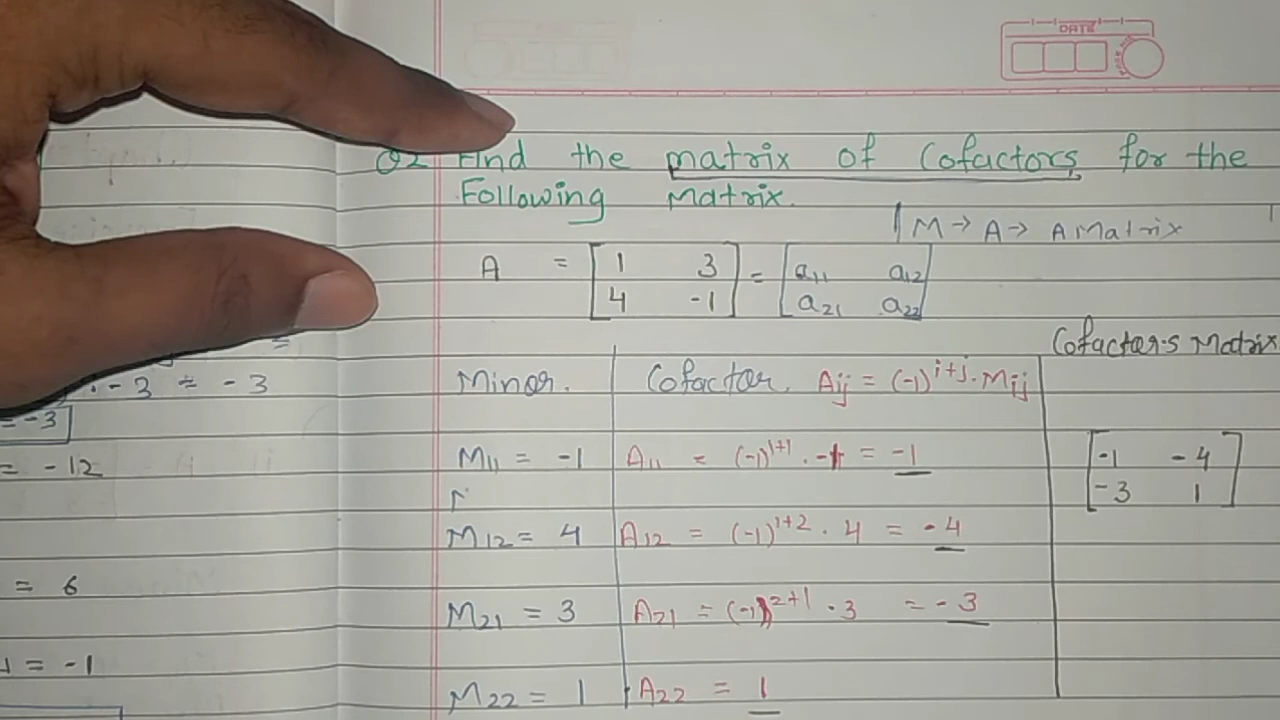 DATE
Q2 Find the matrix of Cofactors for the
Following Matrix.
M → A → A Matrix
A = [1 3 4 -1] = [a11 a12 a21 a22]
=
-3 = -3
= -3
= -12
= 6
= -1
Minor.
M11 = -1
M12 = 4
M21 = 3
M22 = 1
Cofactor. Aij = (-1)^i+j . Mij
A11 = (-1)^1+1 . -1 = -1
A12 = (-1)^1+2 . 4 = -4
A21 = (-1)^2+1 . 3 = -3
A22 = 1
Cofactors Matrix
[-1 -4
-3 1]